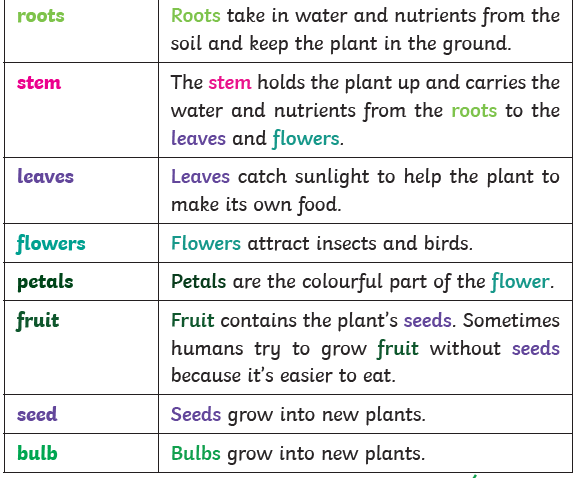 roots
Roots take in water and nutrients from the
soil and keep the plant in the ground.
stem
The stem holds the plant up and carries the
water and nutrients from the roots to the
leaves and flowers.
leaves
Leaves catch sunlight to help the plant to
make its own food.
flowers
Flowers attract insects and birds.
petals
Petals are the colourful part of the flower.
fruit
Fruit contains the plant's seeds. Sometimes
humans try to grow fruit without seeds
because it's easier to eat.
seed
Seeds grow into new plants.
bulb
Bulbs grow into new plants.